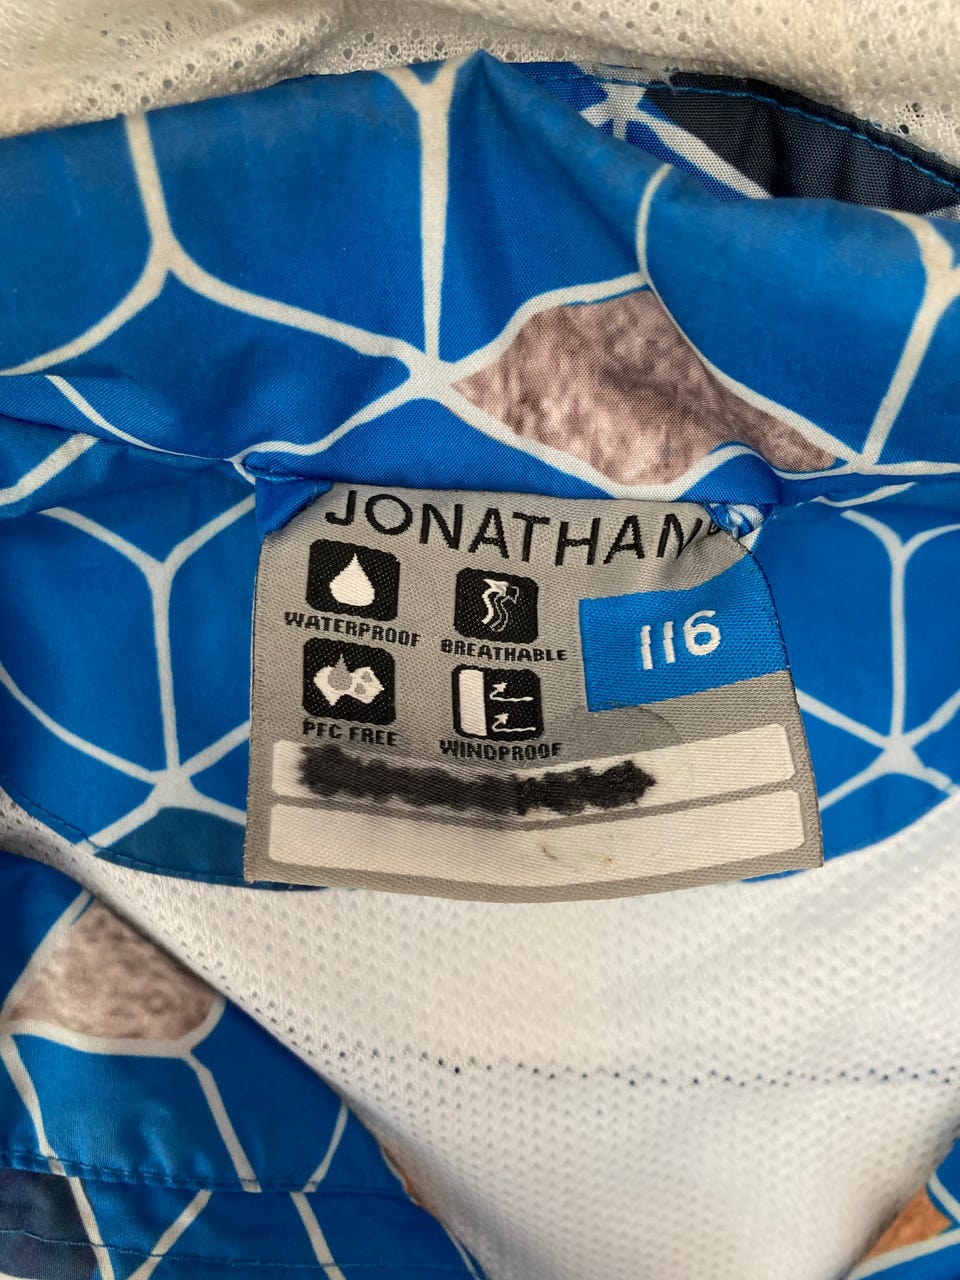 JONATHAN
WATERPROOF
BREATHABLE
116
PFC FREE
WINDPROOF